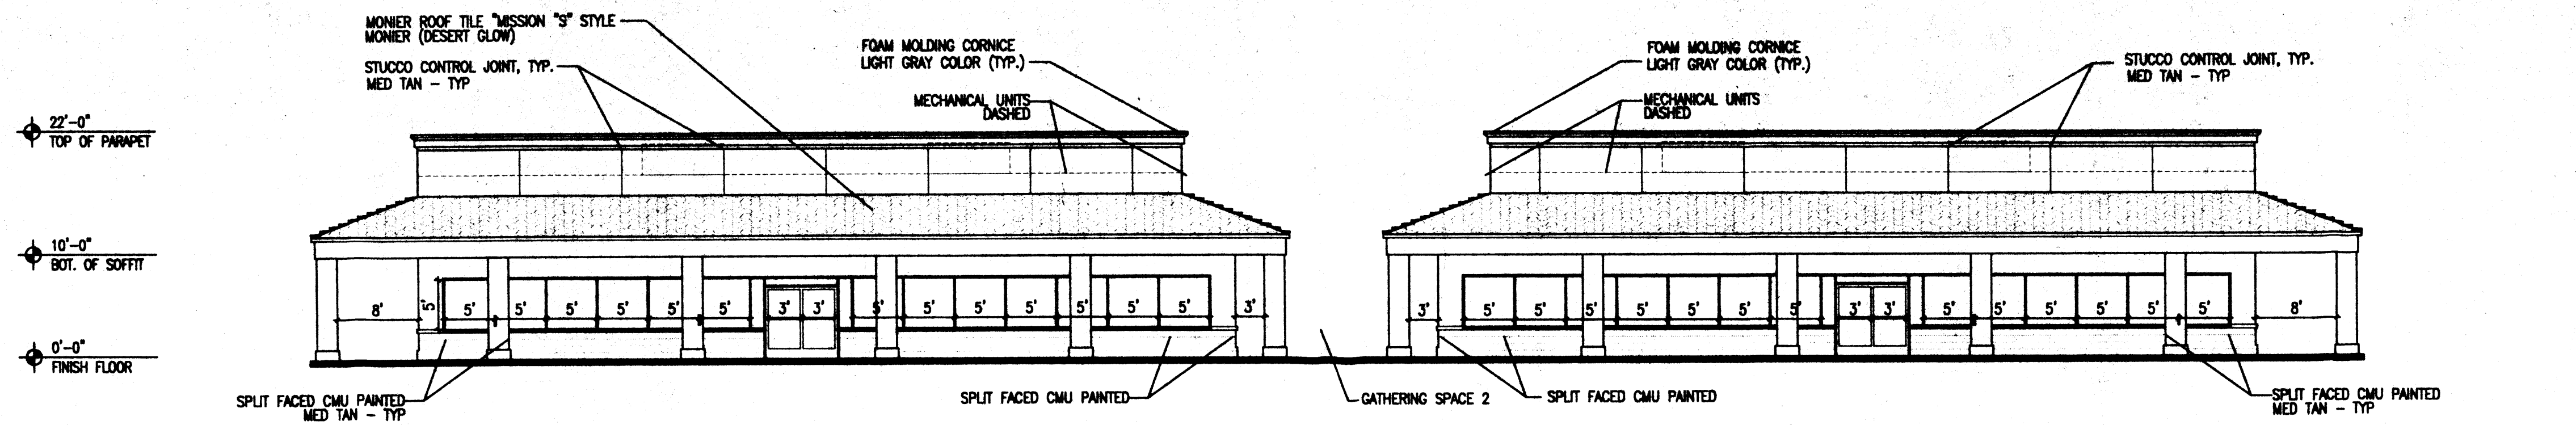 MONIER ROOF TILE "MISSION "S" STYLE
MONIER (DESERT GLOW)
STUCCO CONTROL JOINT, TYP.
MED TAN - TYP
FOAM MOLDING CORNICE
LIGHT GRAY COLOR (TYP.)
MECHANICAL UNITS
DASHED
FOAM MOLDING CORNICE
LIGHT GRAY COLOR (TYP.)
MECHANICAL UNITS
DASHED
STUCCO CONTROL JOINT, TYP.
MED TAN - TYP
22'-0"
TOP OF PARAPET
10'-0"
BOT. OF SOFFIT
0'-0"
FINISH FLOOR
8' 5' 5' 5' 5' 5' 5' 5' 3' 3' 5' 5' 5' 5' 5' 5' 5' 3'
3' 5' 5' 5' 5' 5' 5' 5' 3' 3' 5' 5' 5' 5' 5' 5' 8'
SPLIT FACED CMU PAINTED
MED TAN - TYP
SPLIT FACED CMU PAINTED
GATHERING SPACE 2
SPLIT FACED CMU PAINTED
SPLIT FACED CMU PAINTED
MED TAN - TYP